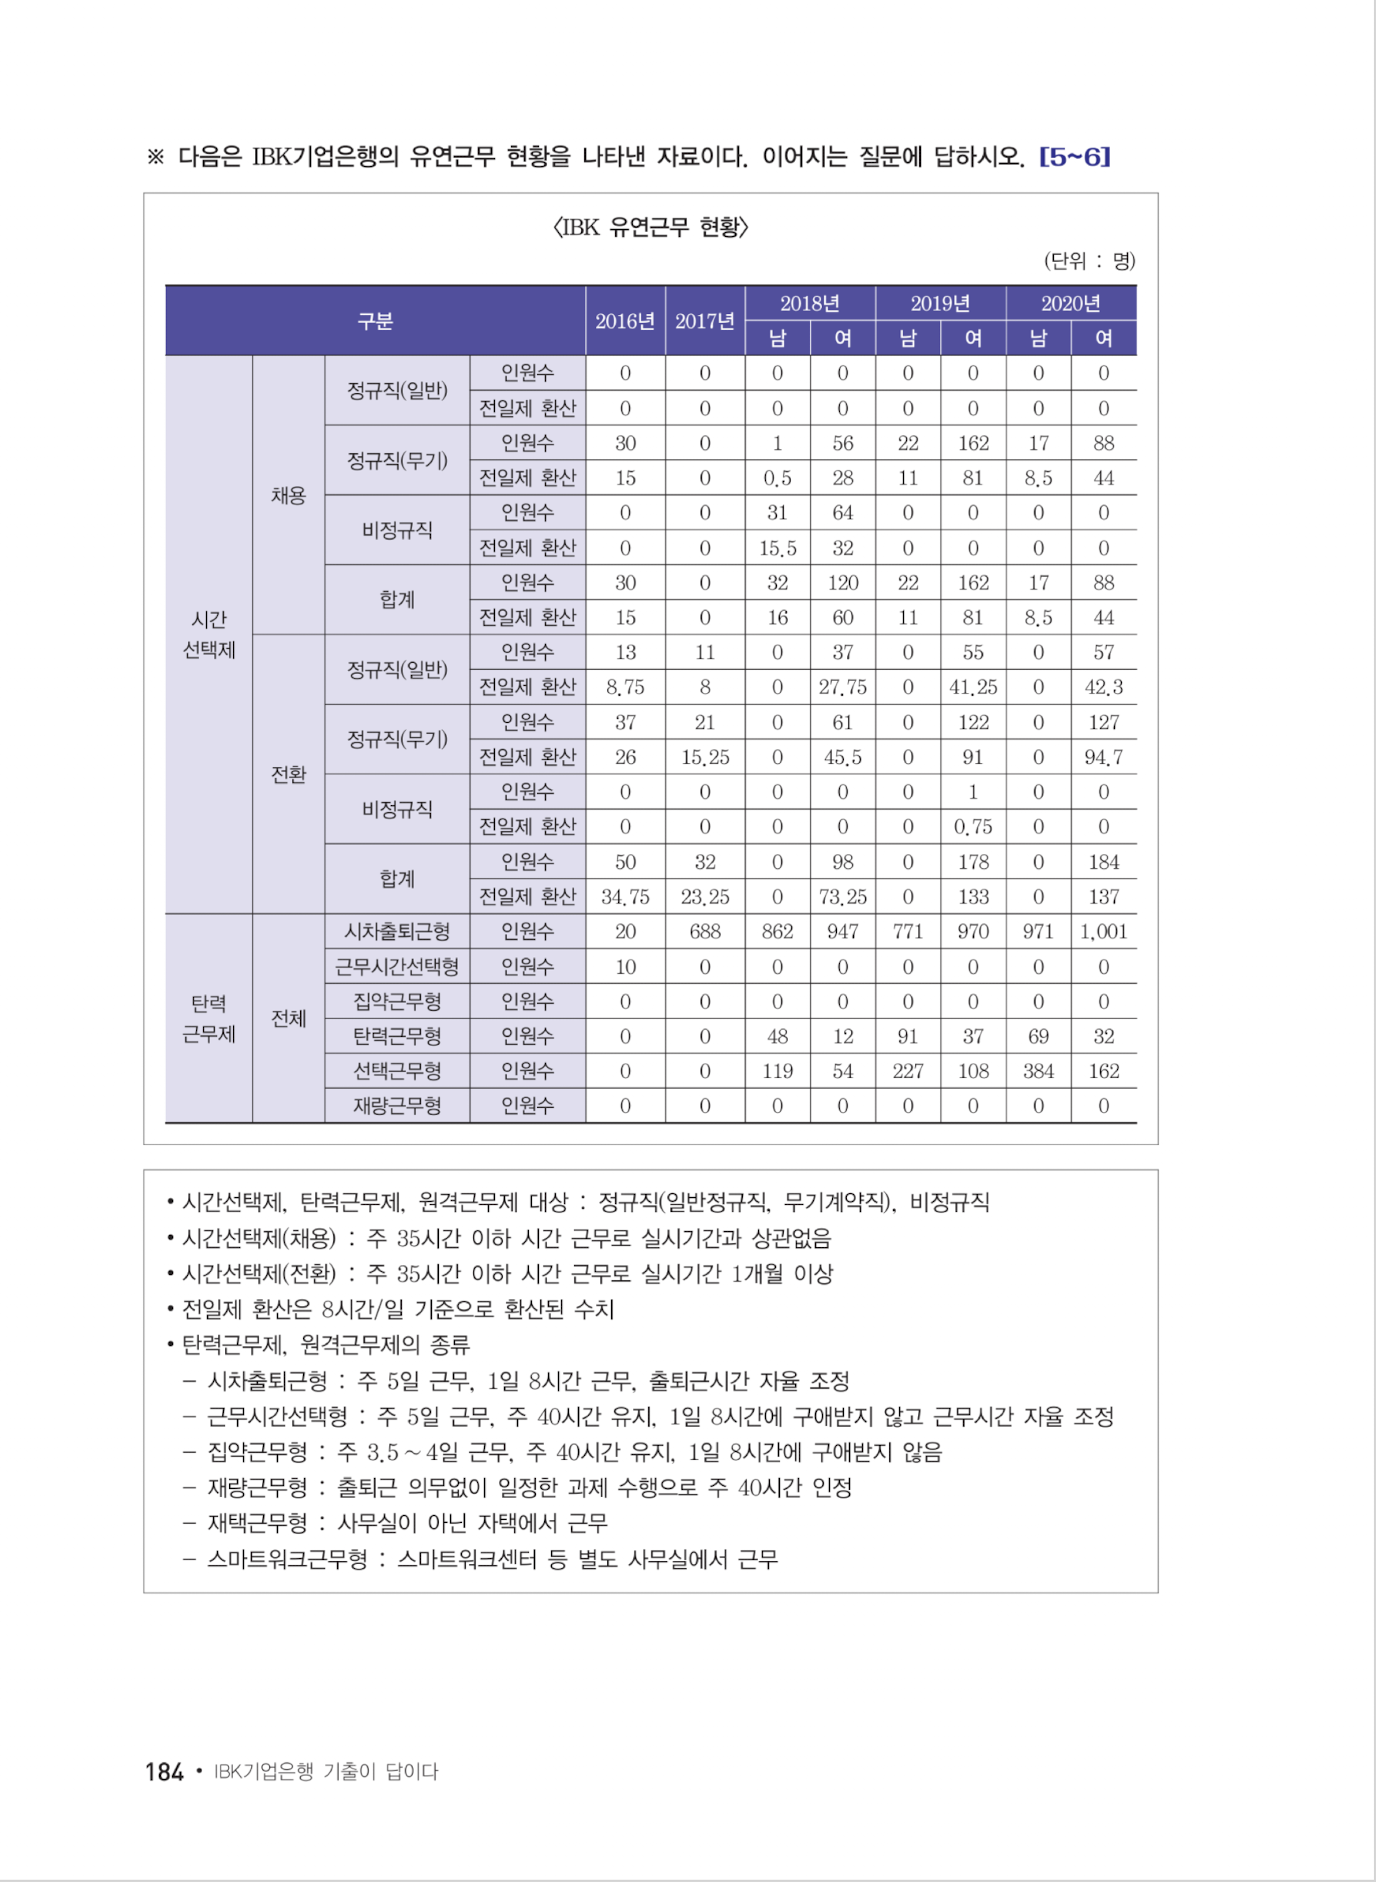 ※ 다음은 IBK기업은행의 유연근무 현황을 나타낸 자료이다. 이어지는 질문에 답하시오. [5~6]
〈IBK 유연근무 현황〉
(단위 : 명)
구분 2016년 2017년 2018년 2019년 2020년
남 여 남 여 남 여
시간 선택제 채용 정규직(일반) 인원수 0 0 0 0 0 0 0 0
전일제 환산 0 0 0 0 0 0 0 0
정규직(무기) 인원수 30 0 1 56 22 162 17 88
전일제 환산 15 0 0.5 28 11 81 8.5 44
비정규직 인원수 0 0 31 64 0 0 0 0
전일제 환산 0 0 15.5 32 0 0 0 0
합계 인원수 30 0 32 120 22 162 17 88
전일제 환산 15 0 16 60 11 81 8.5 44
전환 정규직(일반) 인원수 13 11 0 37 0 55 0 57
전일제 환산 8.75 8 0 27.75 0 41.25 0 42.3
정규직(무기) 인원수 37 21 0 61 0 122 0 127
전일제 환산 26 15.25 0 45.5 0 91 0 94.7
비정규직 인원수 0 0 0 0 0 1 0 0
전일제 환산 0 0 0 0 0 0.75 0 0
합계 인원수 50 32 0 98 0 178 0 184
전일제 환산 34.75 23.25 0 73.25 0 133 0 137
탄력 근무제 전체 시차출퇴근형 인원수 20 688 862 947 771 970 971 1,001
근무시간선택형 인원수 10 0 0 0 0 0 0 0
집약근무형 인원수 0 0 0 0 0 0 0 0
탄력근무형 인원수 0 0 48 12 91 37 69 32
선택근무형 인원수 0 0 119 54 227 108 384 162
재량근무형 인원수 0 0 0 0 0 0 0 0
• 시간선택제, 탄력근무제, 원격근무제 대상 : 정규직(일반정규직, 무기계약직), 비정규직
• 시간선택제(채용) : 주 35시간 이하 시간 근무로 실시기간과 상관없음
• 시간선택제(전환) : 주 35시간 이하 시간 근무로 실시기간 1개월 이상
• 전일제 환산은 8시간/일 기준으로 환산된 수치
• 탄력근무제, 원격근무제의 종류
- 시차출퇴근형 : 주 5일 근무, 1일 8시간 근무, 출퇴근시간 자율 조정
- 근무시간선택형 : 주 5일 근무, 주 40시간 유지, 1일 8시간에 구애받지 않고 근무시간 자율 조정
- 집약근무형 : 주 3.5~4일 근무, 주 40시간 유지, 1일 8시간에 구애받지 않음
- 재량근무형 : 출퇴근 의무없이 일정한 과제 수행으로 주 40시간 인정
- 재택근무형 : 사무실이 아닌 자택에서 근무
- 스마트워크근무형 : 스마트워크센터 등 별도 사무실에서 근무
184 • IBK기업은행 기출이 답이다